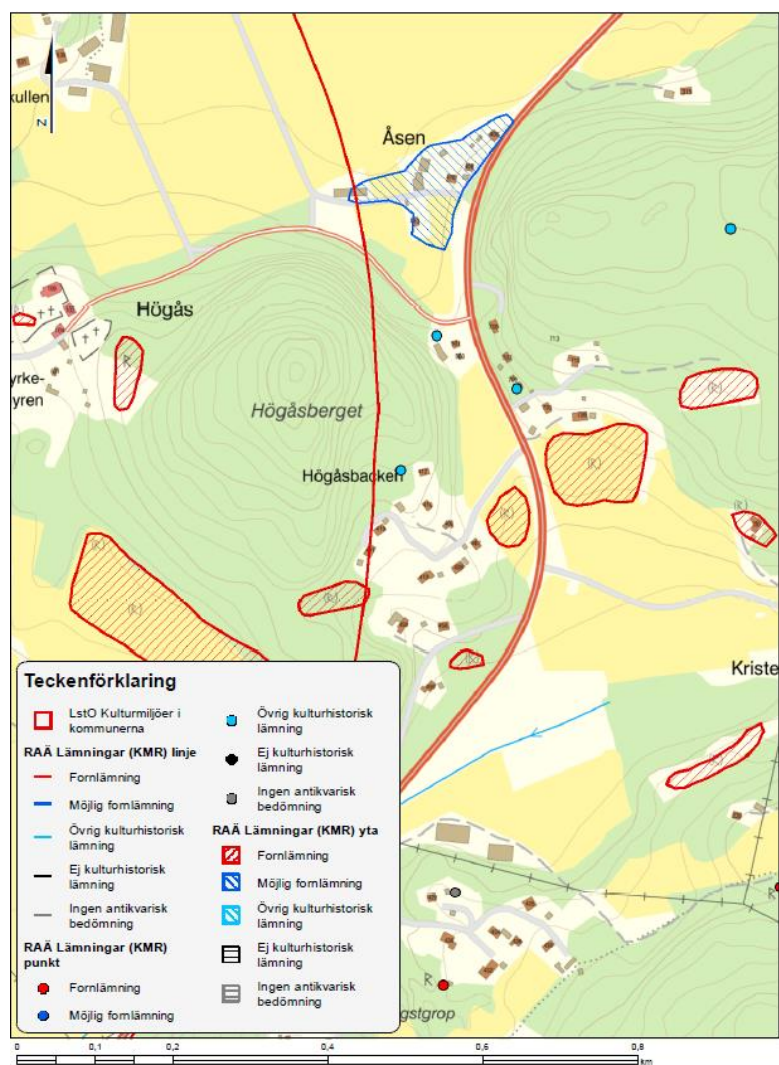 kullen
N
Åsen
Högås
R
(R)
yrke-
yren
Högåsberget
(R)
Högåsbacken
(R)
(R)
(R)
(R)
(R)
(R)
Kriste
Teckenförklaring
LstO Kulturmiljöer i
kommunerna
RAÄ Lämningar (KMR) linje
Fornlämning
Möjlig fornlämning
Övrig kulturhistorisk
lämning
Ej kulturhistorisk
lämning
Ingen antikvarisk
bedömning
RAÄ Lämningar (KMR)
punkt
Fornlämning
Möjlig fornlämning
Övrig kulturhistorisk
lämning
Ej kulturhistorisk
lämning
Ingen antikvarisk
bedömning
RAÄ Lämningar (KMR) yta
Fornlämning
Möjlig fornlämning
Övrig kulturhistorisk
lämning
Ej kulturhistorisk
lämning
Ingen antikvarisk
bedömning
R
R
gstgrop
0 0,1 0,2 0,4 0,6 0,8
km